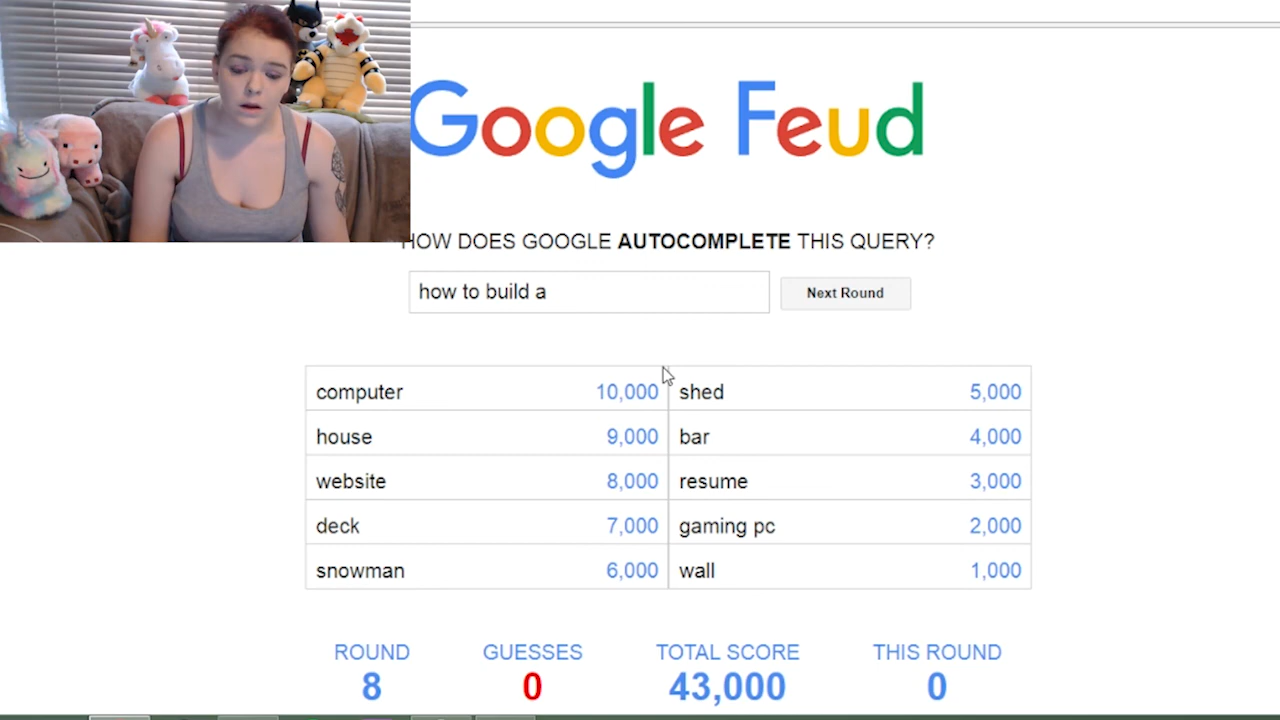 Google Feud
HOW DOES GOOGLE AUTOCOMPLETE THIS QUERY?
how to build a
Next Round
computer 10,000 shed 5,000
house 9,000 bar 4,000
website 8,000 resume 3,000
deck 7,000 gaming pc 2,000
snowman 6,000 wall 1,000
ROUND GUESSES TOTAL SCORE THIS ROUND
8 0 43,000 0